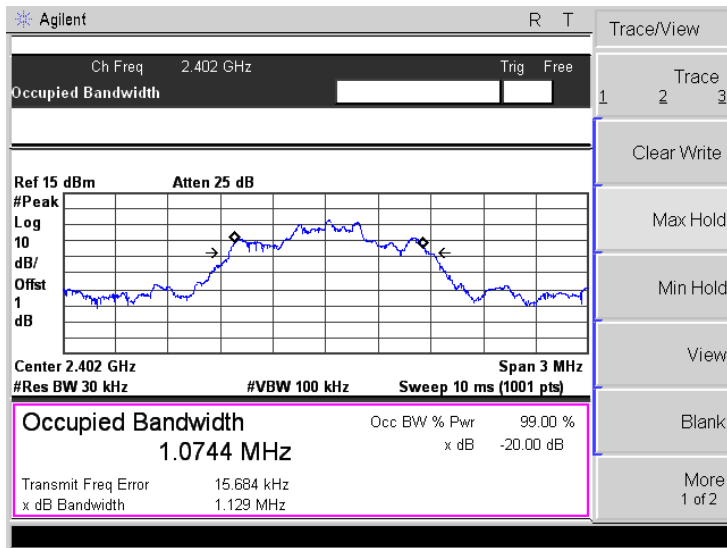 Agilent R T
Ch Freq 2.402 GHz Trig Free
Occupied Bandwidth
Ref 15 dBm Atten 25 dB
#Peak
Log
10
dB/
Offst
1
dB
Center 2.402 GHz Span 3 MHz
#Res BW 30 kHz #VBW 100 kHz Sweep 10 ms (1001 pts)
Occupied Bandwidth Occ BW % Pwr 99.00 %
1.0744 MHz x dB -20.00 dB
Transmit Freq Error 15.684 kHz
x dB Bandwidth 1.129 MHz
Trace/View
Trace
1 2 3
Clear Write
Max Hold
Min Hold
View
Blank
More
1 of 2